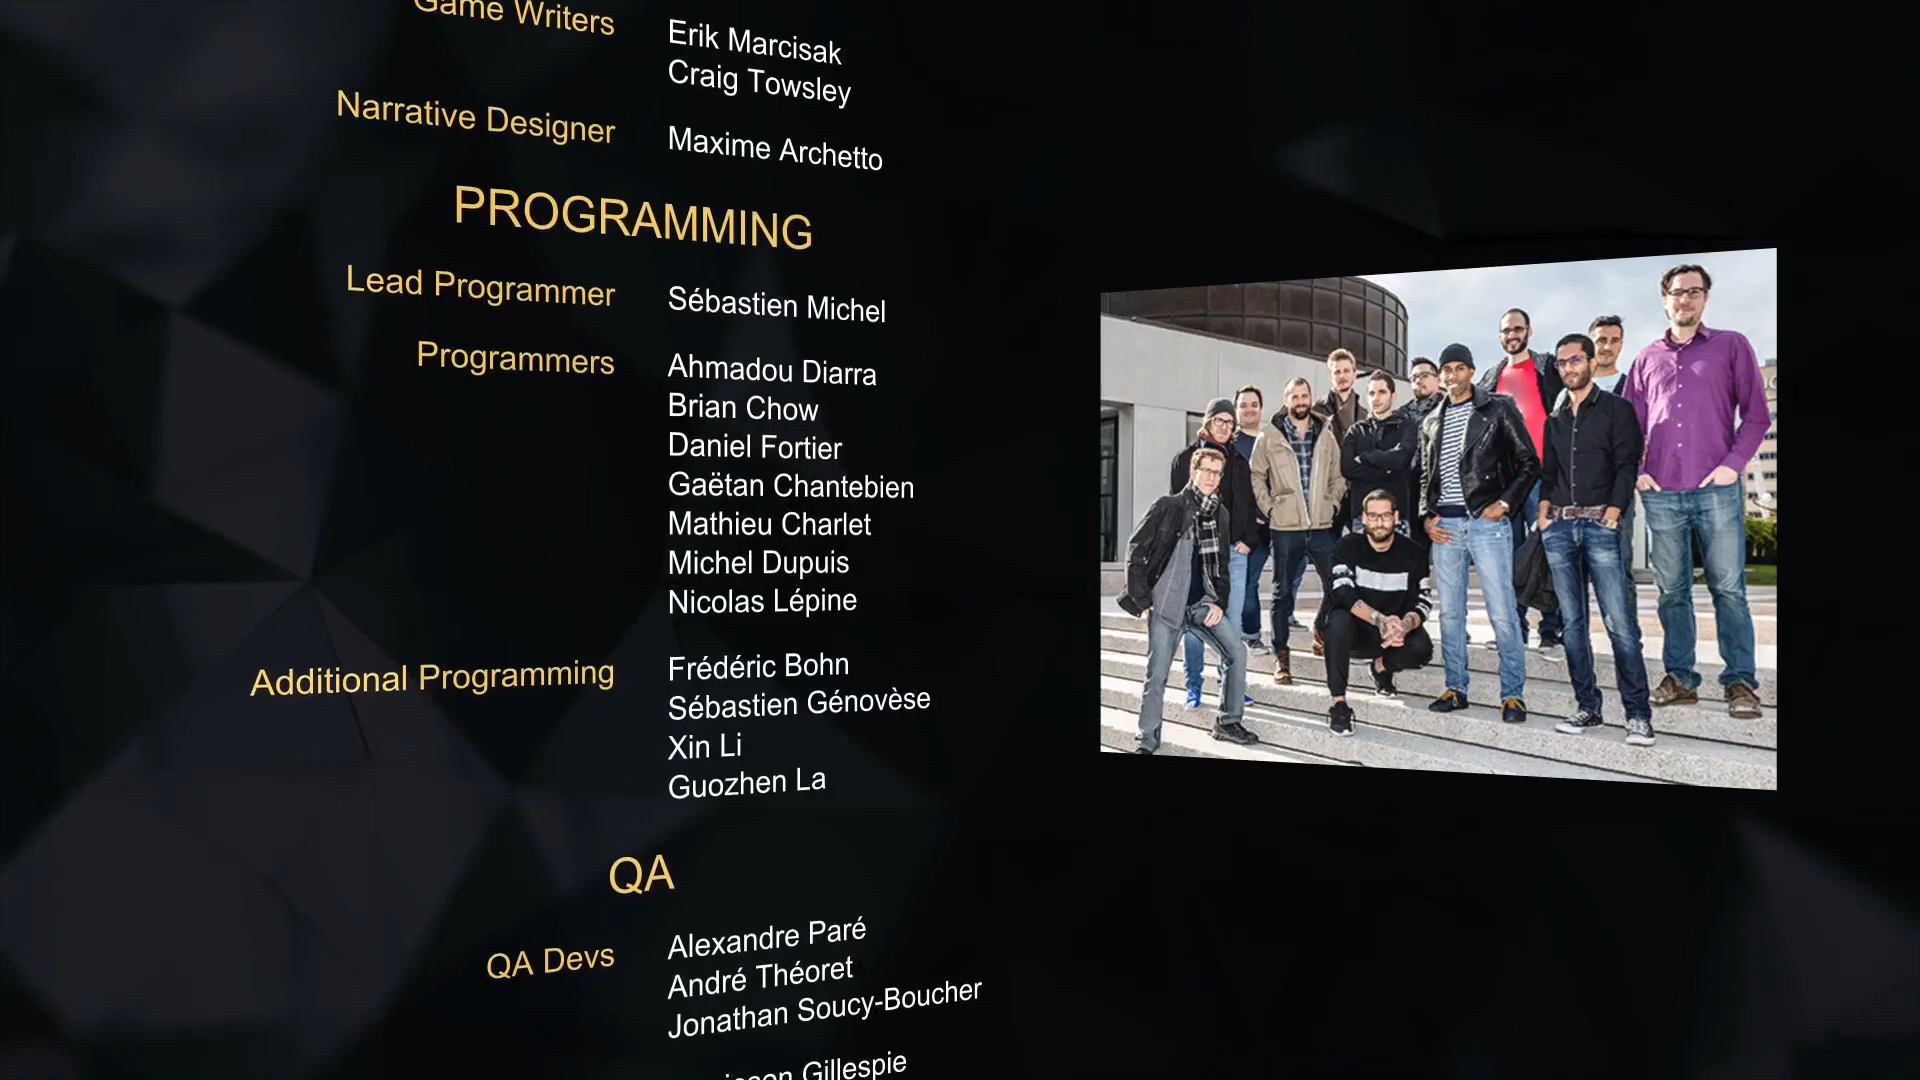 Game Writers
Erik Marcisak
Craig Towsley
Narrative Designer
Maxime Archetto
PROGRAMMING
Lead Programmer
Sébastien Michel
Programmers
Ahmadou Diarra
Brian Chow
Daniel Fortier
Gaëtan Chantebien
Mathieu Charlet
Michel Dupuis
Nicolas Lépine
Additional Programming
Frédéric Bohn
Sébastien Génovèse
Xin Li
Guozhen La
QA
QA Devs
Alexandre Paré
André Théoret
Jonathan Soucy-Boucher
Gillespie